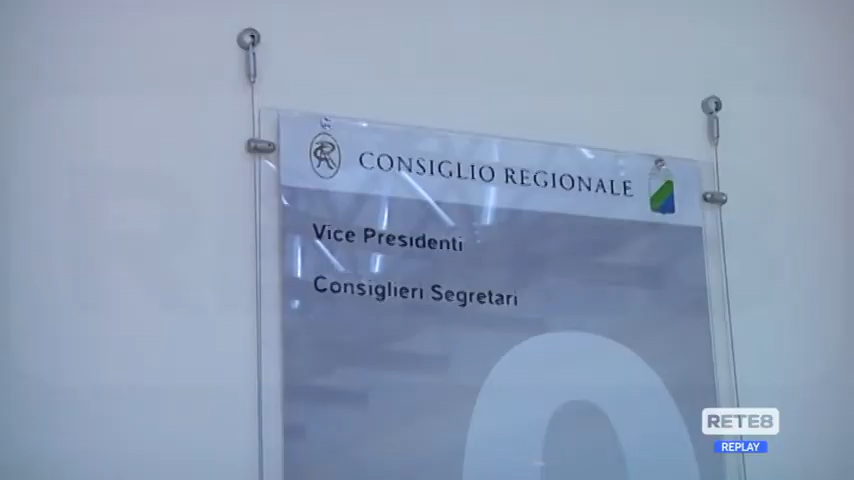 CONSIGLIO REGIONALE
Vice Presidenti
Consiglieri Segretari
RETE8
REPLAY